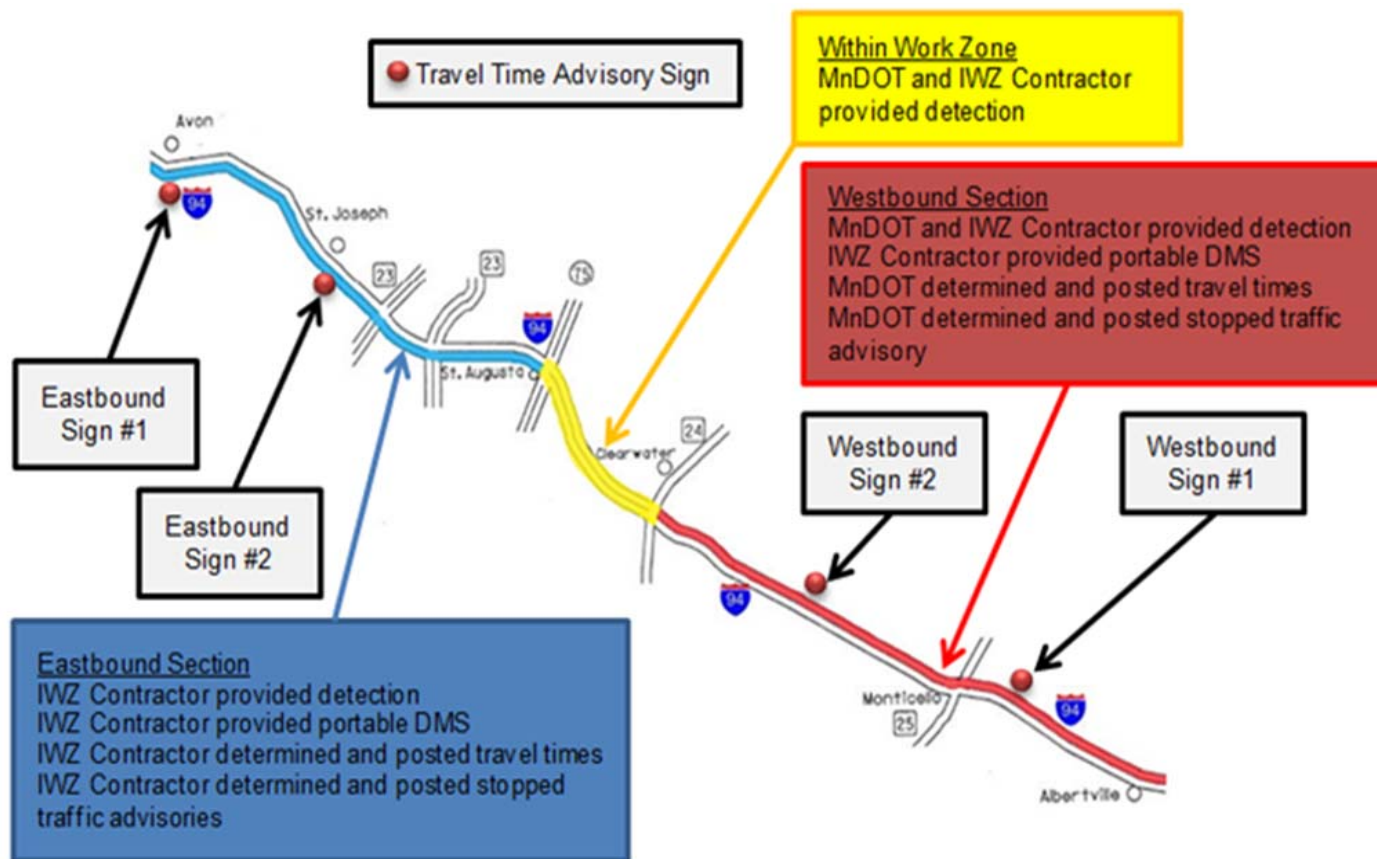 Travel Time Advisory Sign
Within Work Zone
MnDOT and IWZ Contractor
provided detection
Avon
94
St. Joseph
23
23
75
94
Westbound Section
MnDOT and IWZ Contractor provided detection
IWZ Contractor provided portable DMS
MnDOT determined and posted travel times
MnDOT determined and posted stopped traffic
advisory
Eastbound
Sign #1
St. Augusta
Eastbound
Sign #2
Clearwater
24
Westbound
Sign #2
Westbound
Sign #1
94
Monticello
25
94
Albertville
Eastbound Section
IWZ Contractor provided detection
IWZ Contractor provided portable DMS
IWZ Contractor determined and posted travel times
IWZ Contractor determined and posted stopped
traffic advisories